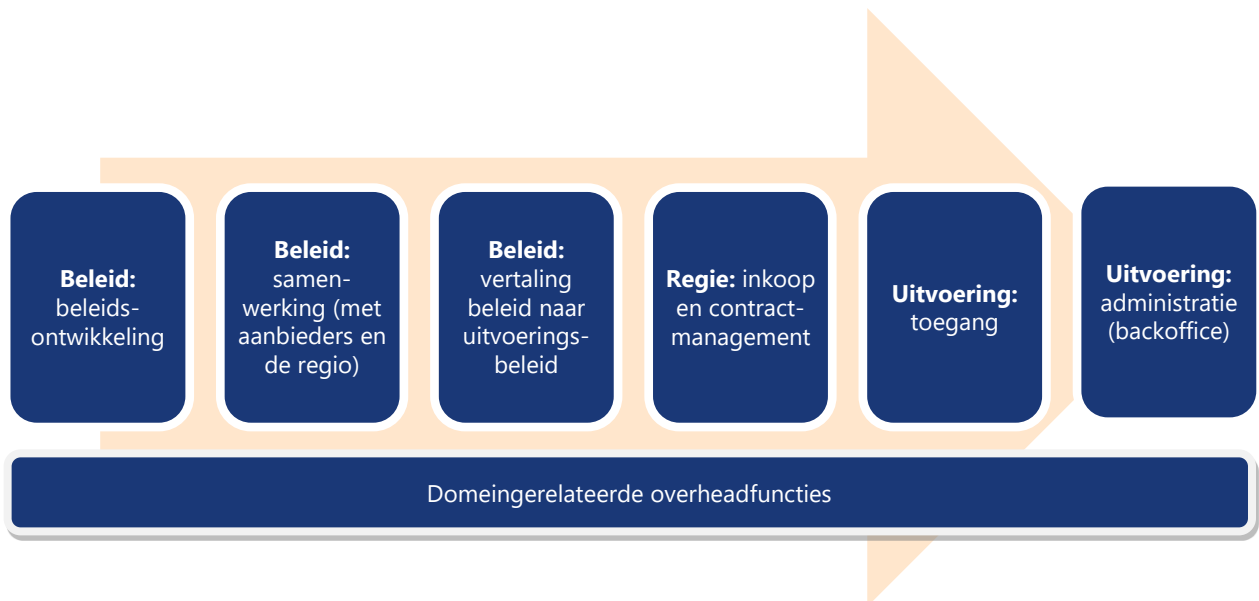 Beleid:
beleids-
ontwikkeling
Beleid:
samen-
werking (met
aanbieders en
de regio)
Beleid:
vertaling
beleid naar
uitvoerings-
beleid
Regie: inkoop
en contract-
management
Uitvoering:
toegang
Uitvoering:
administratie
(backoffice)
Domeingerelateerde overheadfuncties